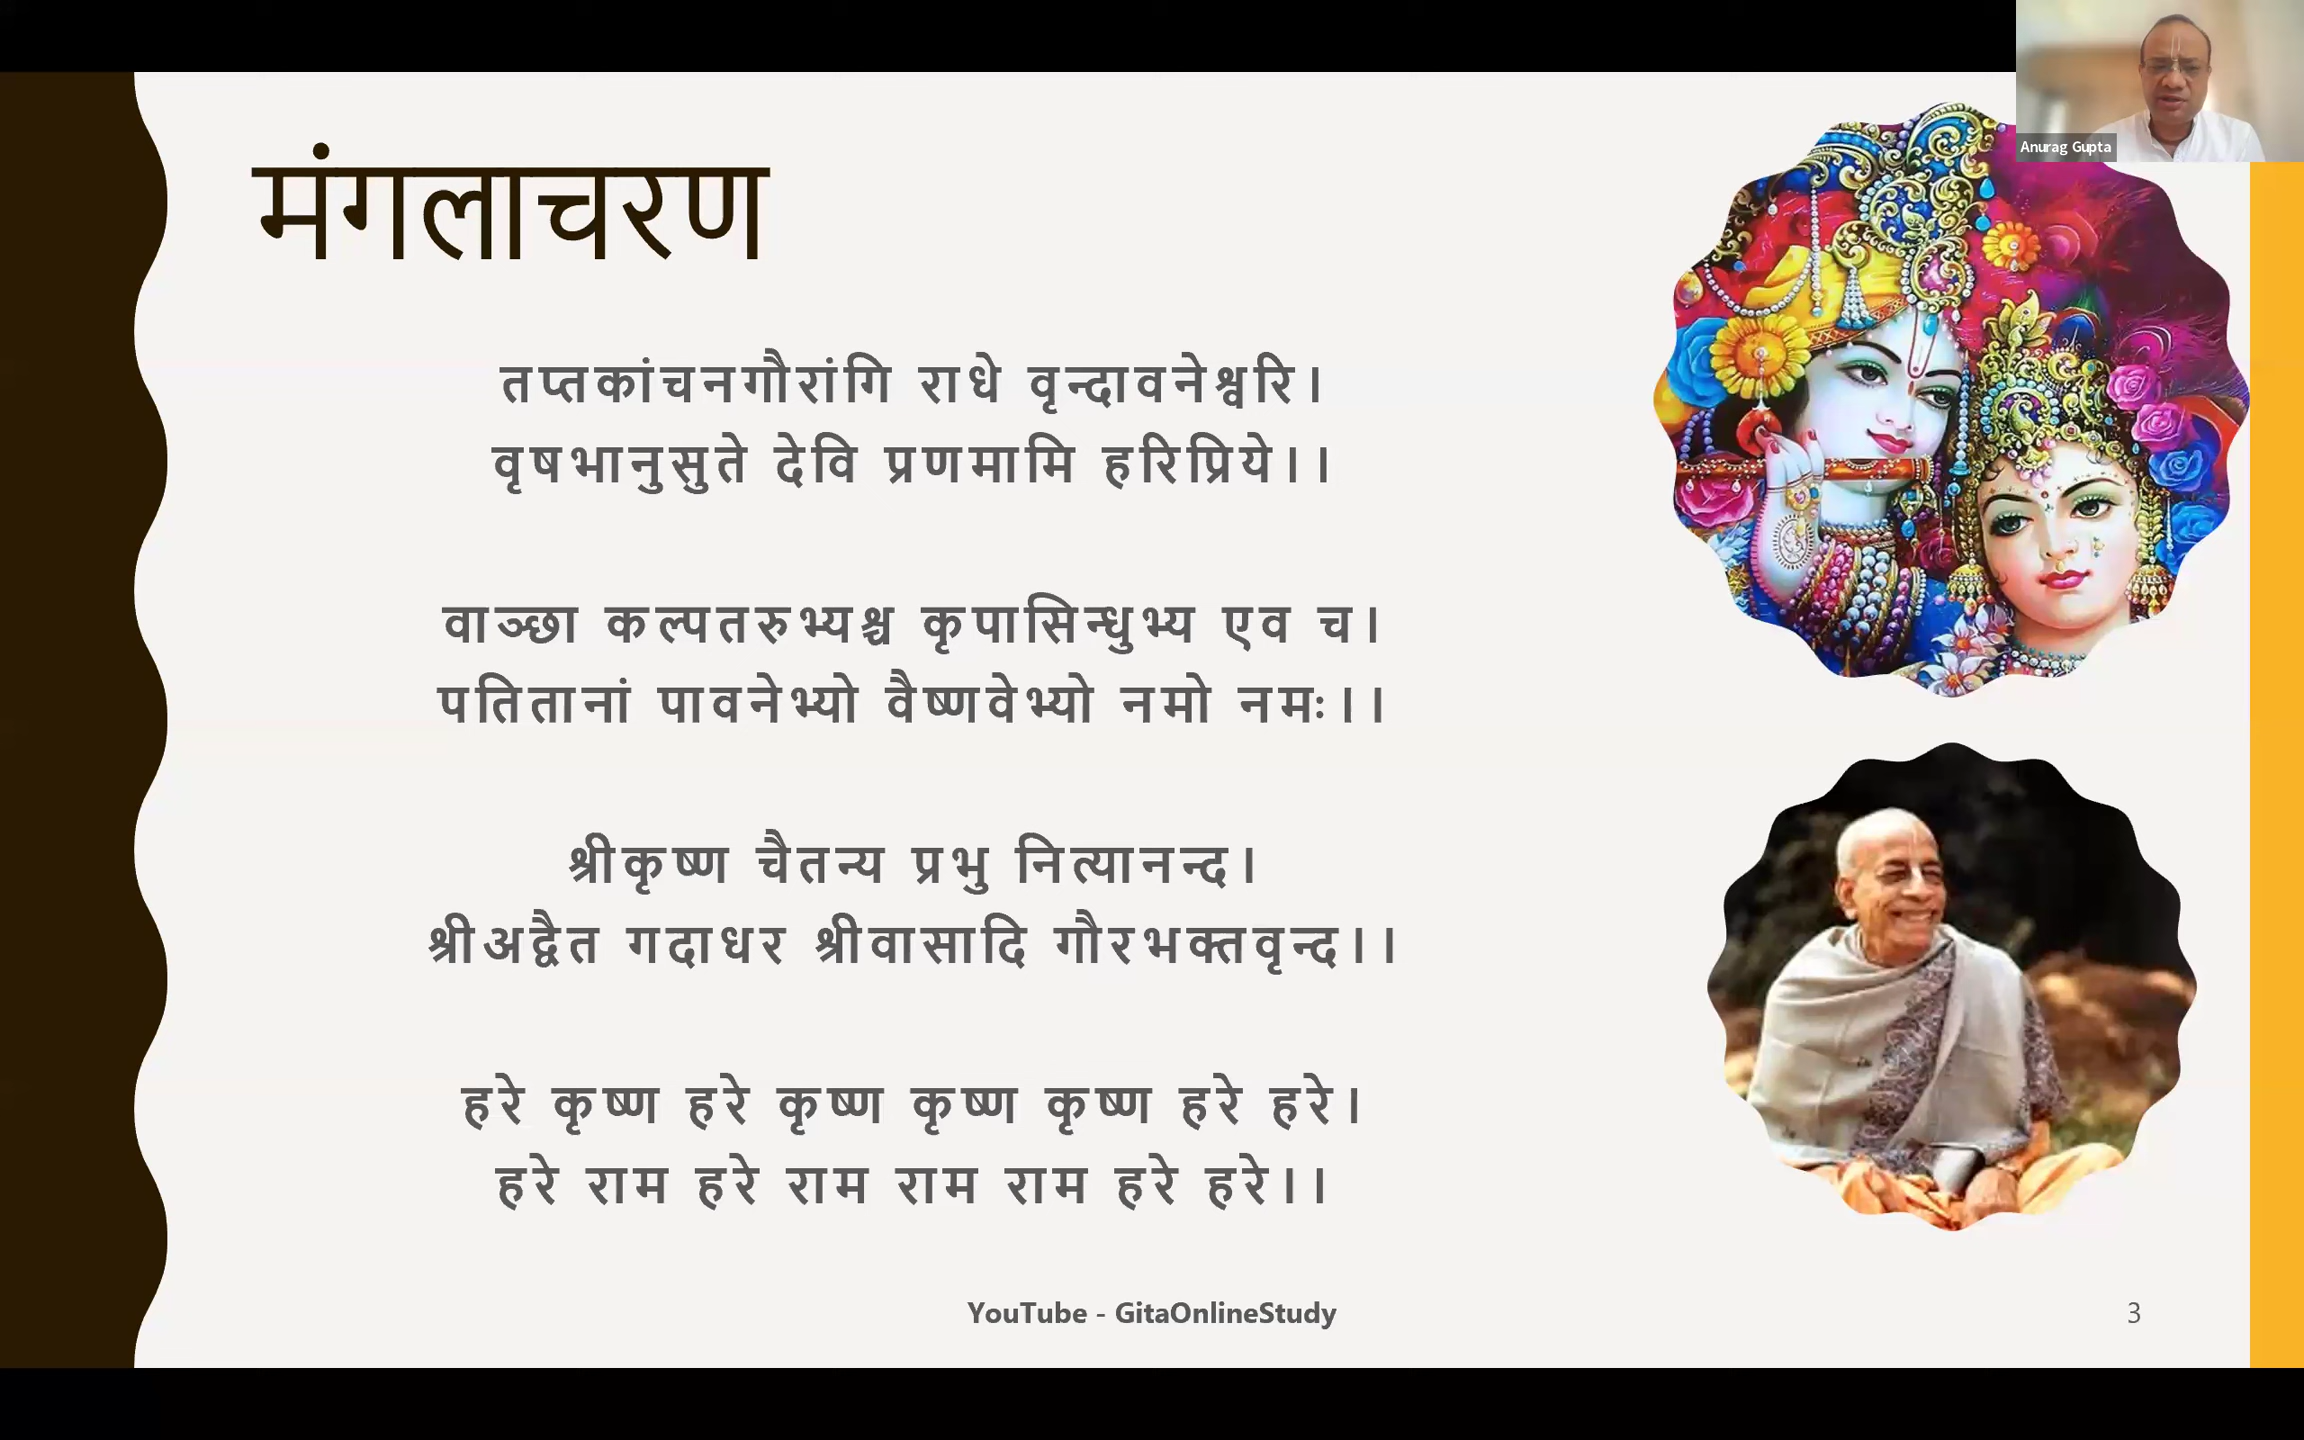 Anurag Gupta
मंगलाचरण
तप्तकांचनगौरांगि राधे वृन्दावनेश्वरि।
वृषभानुसुते देवि प्रणमामि हरिप्रिये।।
वाञ्छा कल्पतरुभ्यश्च कृपासिन्धुभ्य एव च।
पतितानां पावनेभ्यो वैष्णवेभ्यो नमो नमः।।
श्रीकृष्ण चैतन्य प्रभु नित्यानन्द।
श्रीअद्वैत गदाधर श्रीवासादि गौरभक्तवृन्द।।
हरे कृष्ण हरे कृष्ण कृष्ण कृष्ण हरे हरे।
हरे राम हरे राम राम राम हरे हरे।।
YouTube - GitaOnlineStudy
3